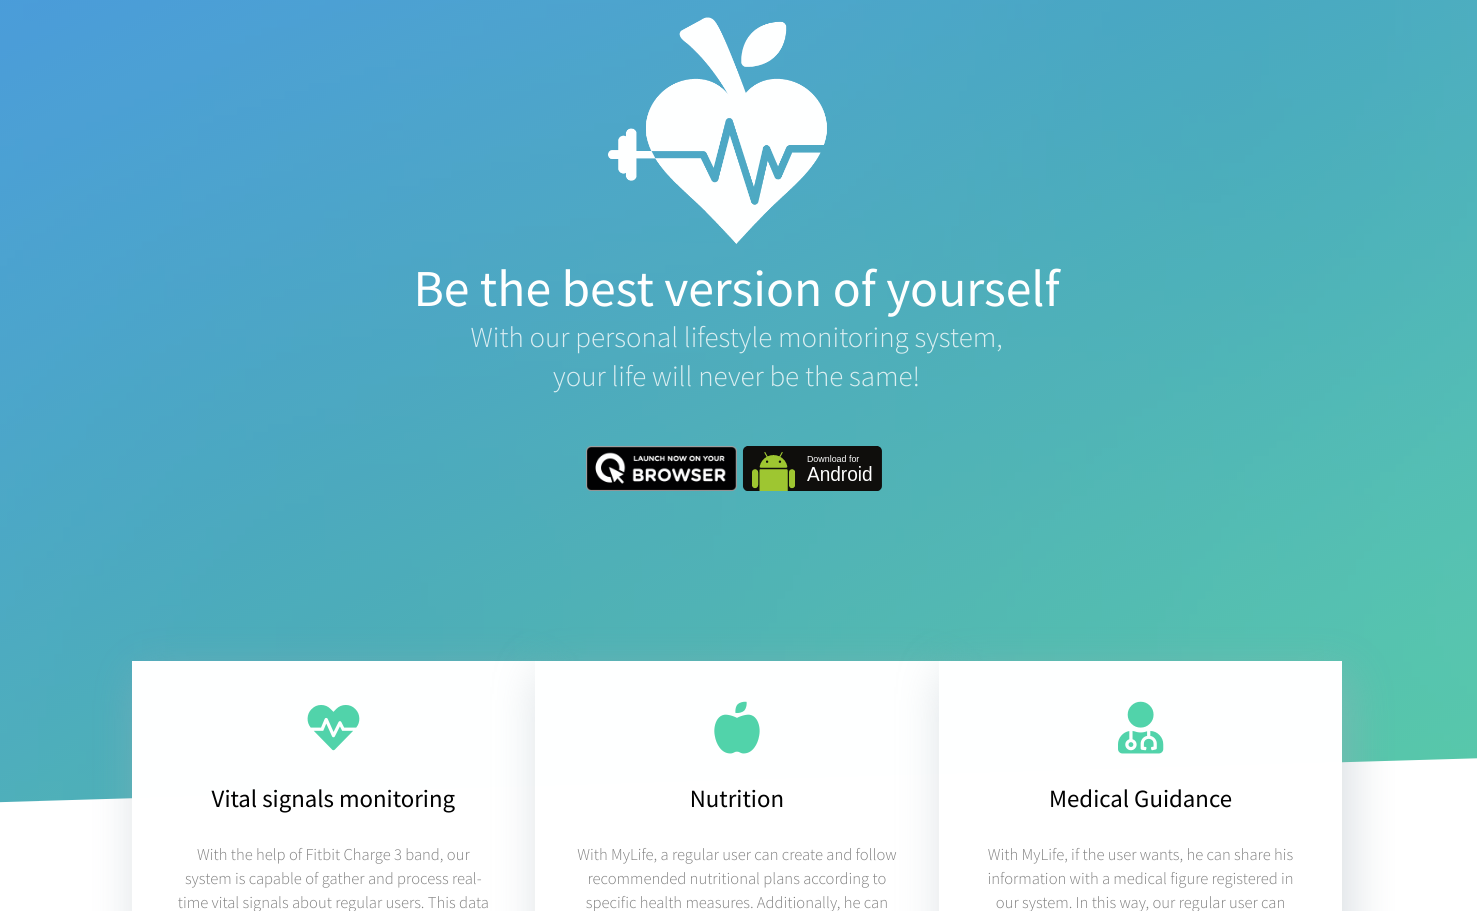 Be the best version of yourself
With our personal lifestyle monitoring system,
your life will never be the same!
LAUNCH NOW ON YOUR
BROWSER
Download for
Android
Vital signals monitoring
With the help of Fitbit Charge 3 band, our
system is capable of gather and process real-
time vital signals about regular users. This data
Nutrition
With MyLife, a regular user can create and follow
recommended nutritional plans according to
specific health measures. Additionally, he can
Medical Guidance
With MyLife, if the user wants, he can share his
information with a medical figure registered in
our system. In this way, our regular user can